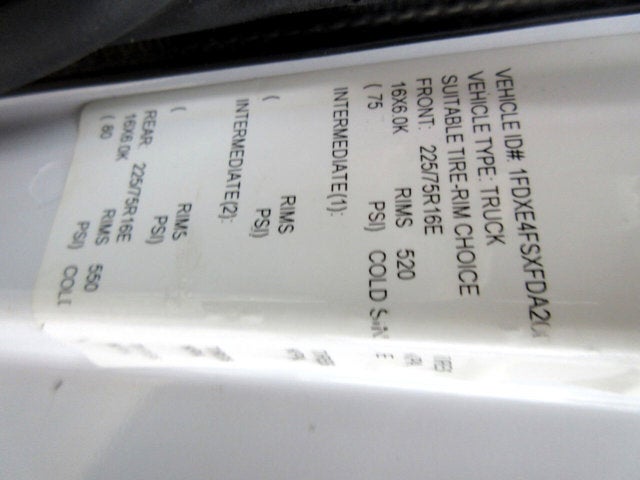 VEHICLE ID# 1FDXE4FSXFDA20
VEHICLE TYPE: TRUCK
SUITABLE TIRE-RIM CHOICE
FRONT: 225/75R16E
16X6.0K RIMS 520
( 75 PSI) COLD
INTERMEDIATE(1):
RIMS
( PSI)
INTERMEDIATE(2):
RIMS
( PSI)
REAR 225/75R16E
16X6.0K RIMS 550
( 80 PSI) COLD